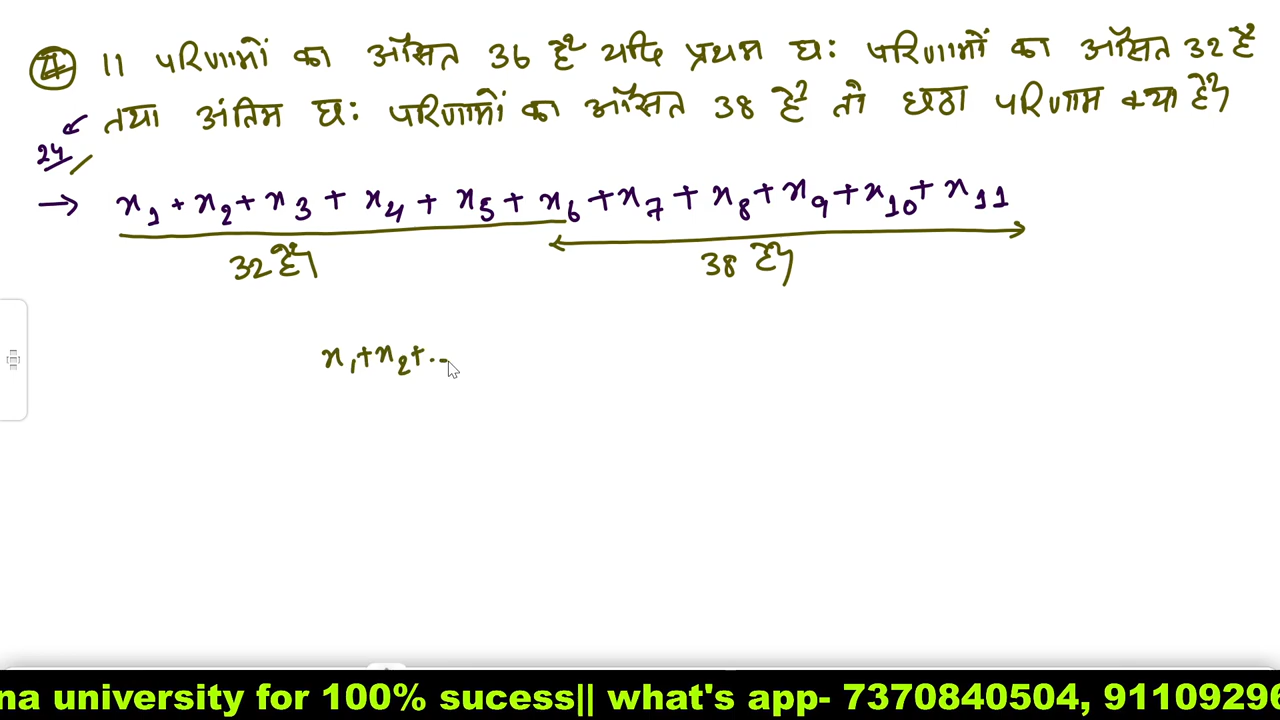 ④ 11 परिणामों का औसत 36 है यदि प्रथम छः परिणामों का औसत 32 है
तथा अंतिम छः परिणामों का औसत 38 है तो छठा परिणाम क्या है?
24
→ x₁ + x₂ + x₃ + x₄ + x₅ + x₆ + x₇ + x₈ + x₉ + x₁₀ + x₁₁
32 है। 38 है।
x₁ + x₂ + ..
na university for 100% sucess|| what's app- 7370840504, 91109296